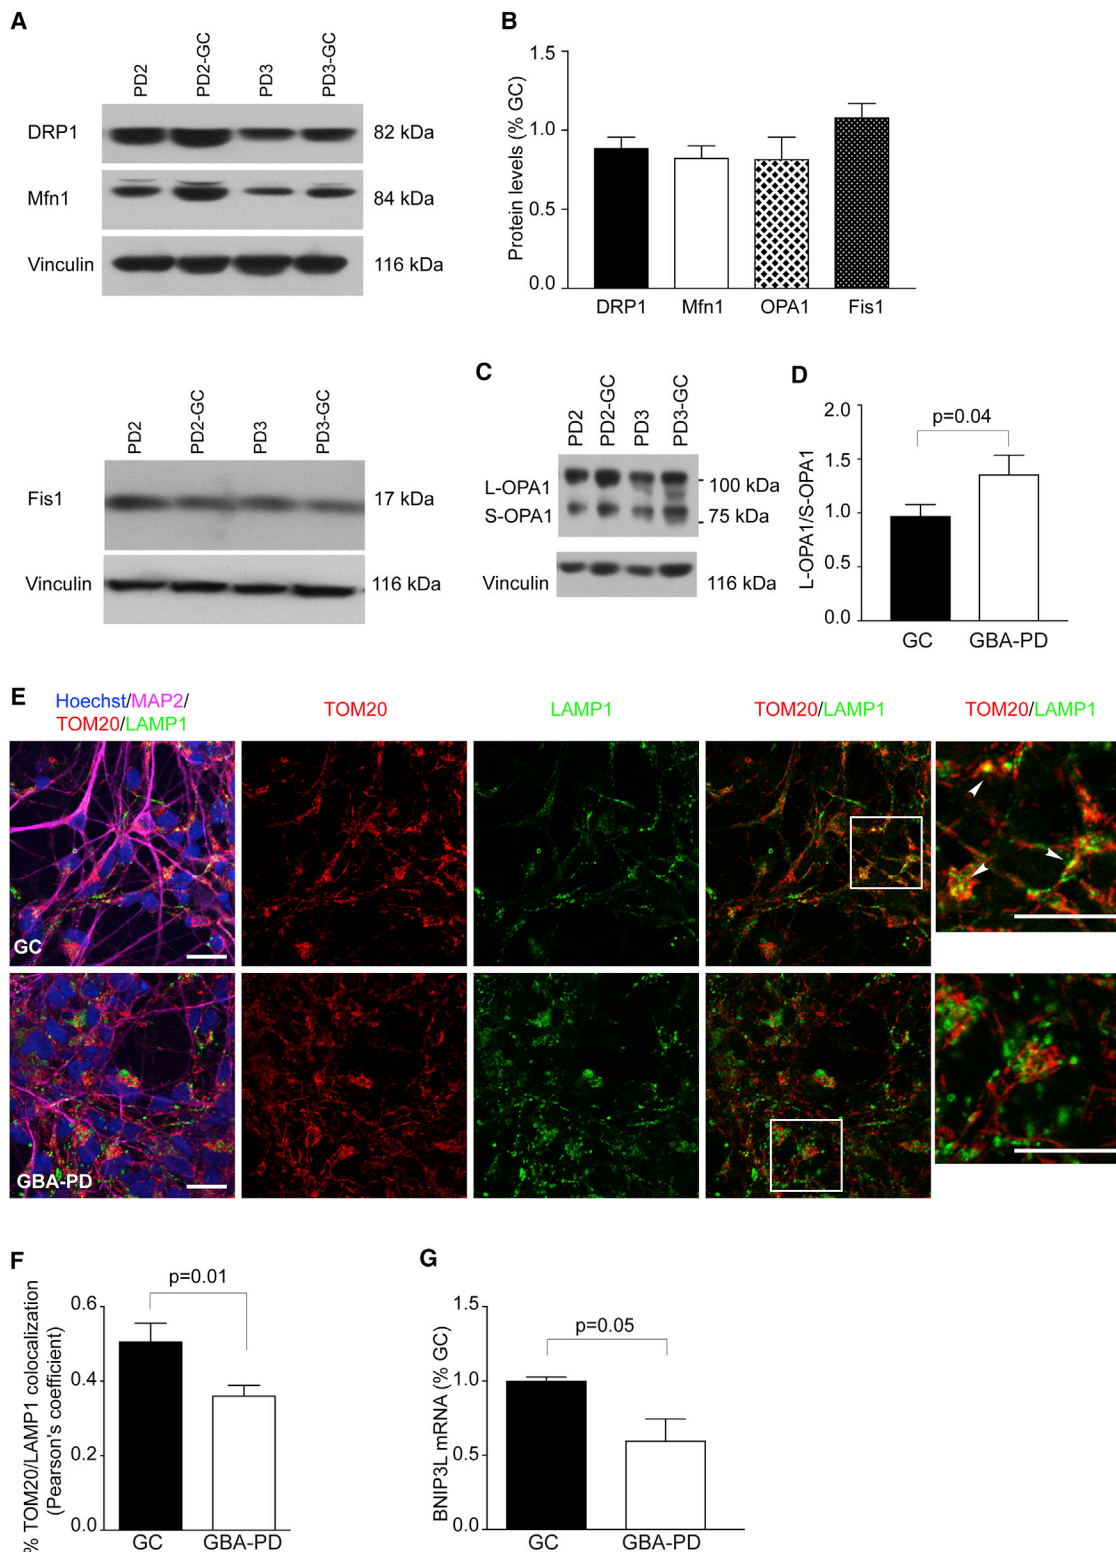 A
PD2
PD2-GC
PD3
PD3-GC
DRP1
82 kDa
Mfn1
84 kDa
Vinculin
116 kDa
PD2
PD2-GC
PD3
PD3-GC
Fis1
17 kDa
Vinculin
116 kDa
B
Protein levels (% GC)
1.5
1.0
0.5
0.0
DRP1 Mfn1 OPA1 Fis1
C
PD2
PD2-GC
PD3
PD3-GC
L-OPA1
100 kDa
S-OPA1
75 kDa
Vinculin
116 kDa
D
L-OPA1/S-OPA1
2.0
1.5
1.0
0.5
0.0
p=0.04
GC GBA-PD
E
Hoechst/MAP2/
TOM20/LAMP1
TOM20
LAMP1
TOM20/LAMP1
TOM20/LAMP1
GC
GBA-PD
F
% TOM20/LAMP1 colocalization
(Pearson's coefficient)
0.6
0.4
0.2
0.0
p=0.01
GC GBA-PD
G
BNIP3L mRNA (% GC)
1.5
1.0
0.5
0.0
p=0.05
GC GBA-PD